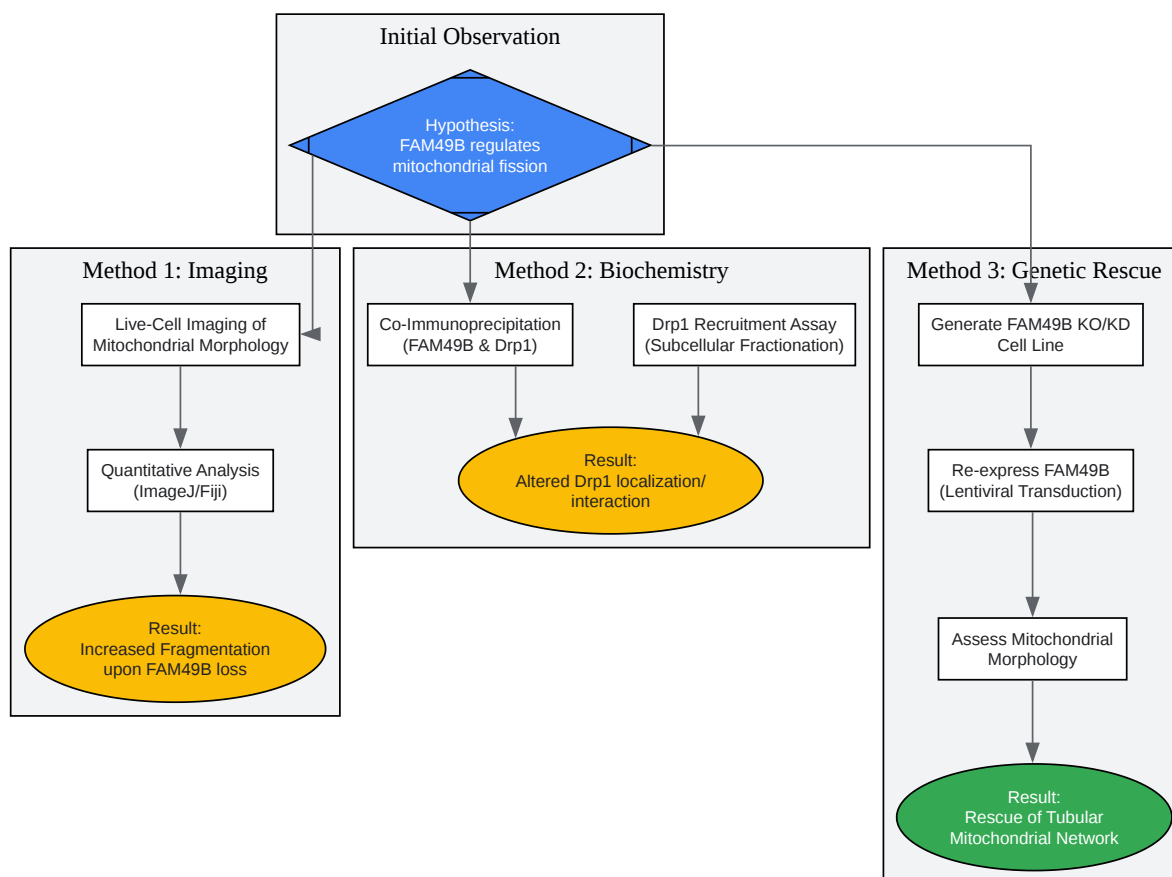 Initial Observation
Hypothesis:
FAM49B regulates
mitochondrial fission
Method 1: Imaging
Live-Cell Imaging of
Mitochondrial Morphology
Quantitative Analysis
(ImageJ/Fiji)
Result:
Increased Fragmentation
upon FAM49B loss
Method 2: Biochemistry
Co-Immunoprecipitation
(FAM49B & Drp1)
Drp1 Recruitment Assay
(Subcellular Fractionation)
Result:
Altered Drp1 localization/
interaction
Method 3: Genetic Rescue
Generate FAM49B KO/KD
Cell Line
Re-express FAM49B
(Lentiviral Transduction)
Assess Mitochondrial
Morphology
Result:
Rescue of Tubular
Mitochondrial Network